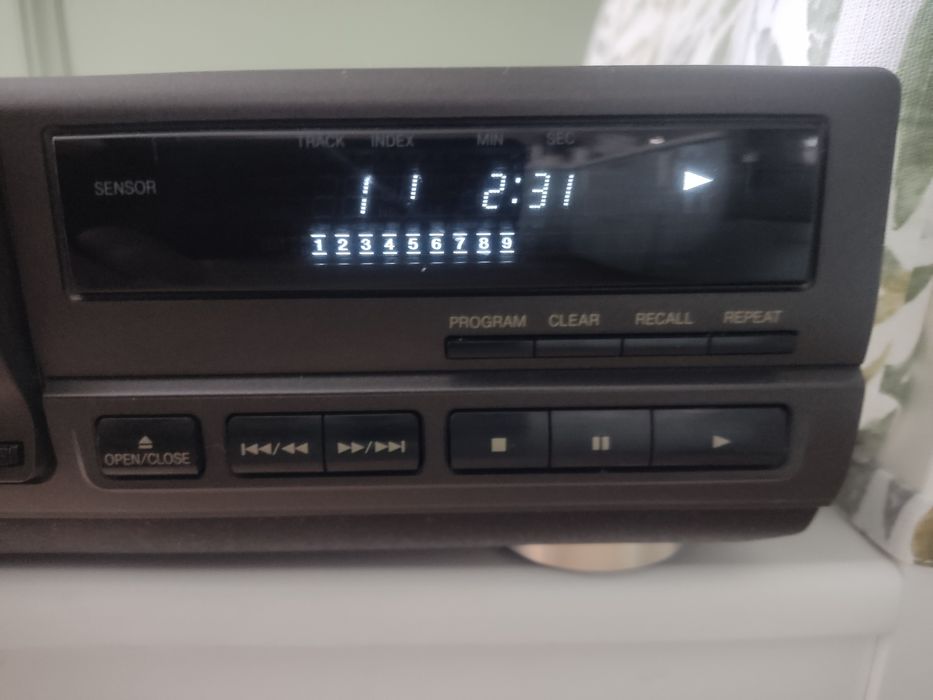 TRACK INDEX MIN SEC
SENSOR 1 1 2:31
1 2 3 4 5 6 7 8 9
PROGRAM CLEAR RECALL REPEAT
OPEN/CLOSE